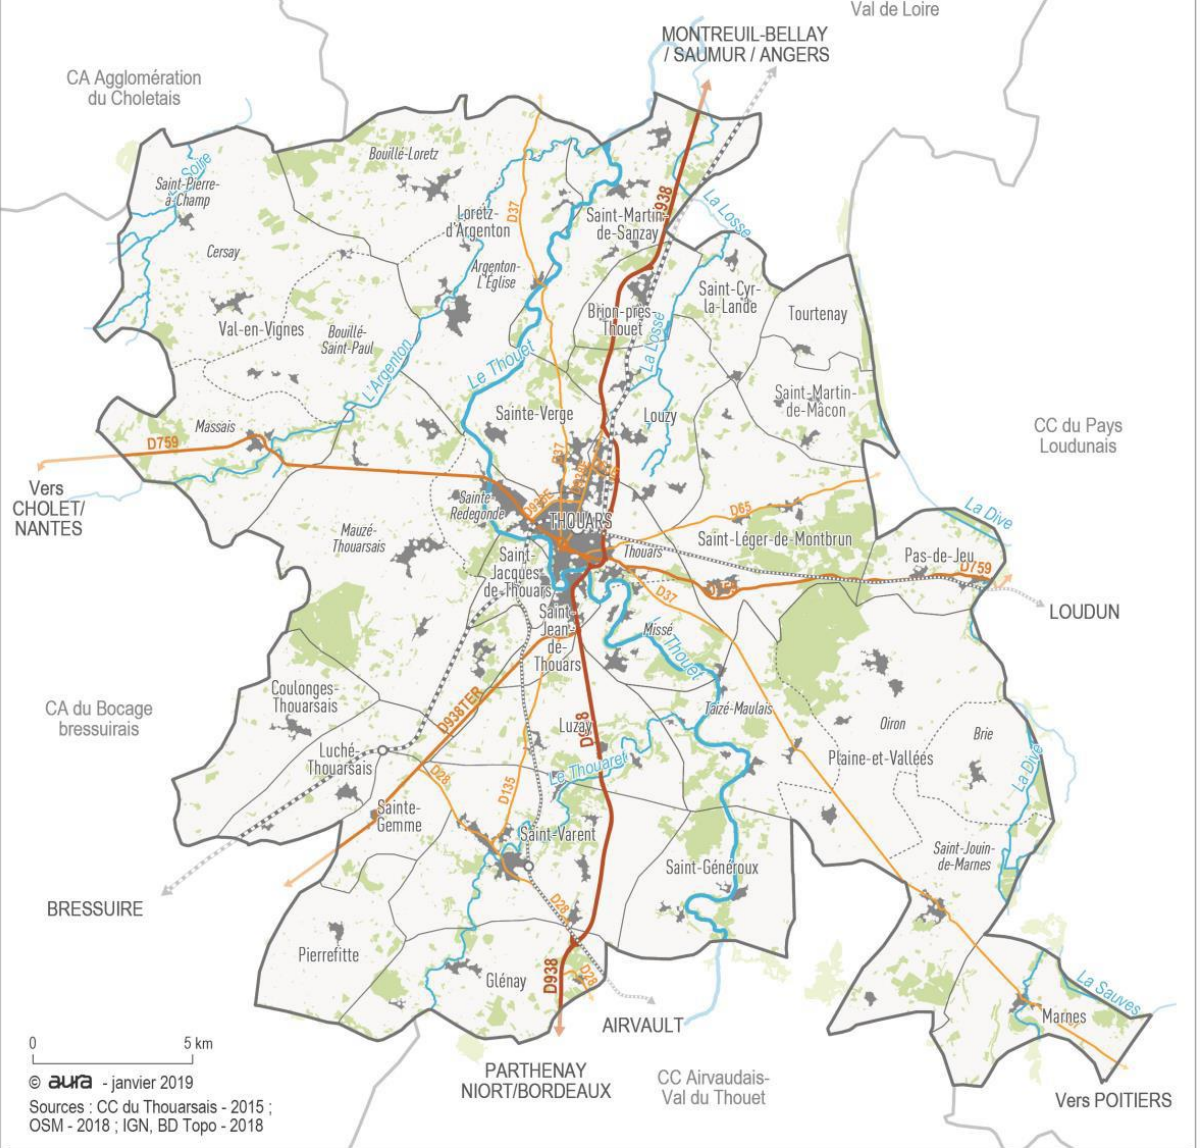 Val de Loire
MONTREUIL-BELLAY
/ SAUMUR / ANGERS
CA Agglomération
du Choletais
Bouillé-Loretz
Soire
Saint-Pierre-
à-Champ
D938
La Losse
Loretz-
d'Argenton
D37
Saint-Martin-
de-Sanzay
Cersay
Argenton-
L'Église
Saint-Cyr-
la-Lande
Tourtenay
Brion-près-
Thouet
Val-en-Vignes
Bouillé-
Saint-Paul
La Losse
L'Argenton
Le Thouet
Saint-Martin-
de-Mâcon
Sainte-Verge
Louzy
CC du Pays
Loudunais
Massais
D759
D37
Vers
CHOLET/
NANTES
Sainte
Radegonde
D938E
THOUARS
D65
La Dive
Mauzé-
Thouarsais
Saint-Léger-de-Montbrun
Thouars
Pas-de-Jeu
Saint-
Jacques-
de-Thouars
D759
D759
D37
LOUDUN
Saint-
Jean-
de-
Thouars
Missé
Le Thouet
CA du Bocage
bressuirais
Coulonges-
Thouarsais
D938TER
Taizé-Maulais
Luzay
D938
Oiron
Brie
Luché-
Thouarsais
Plaine-et-Vallées
La Dive
Le Thouaret
D28
D135
Sainte-
Gemme
Saint-Varent
Saint-Jouin-
de-Marnes
Saint-Généroux
BRESSUIRE
D28
Pierrefitte
Glénay
D938
D28
La Sauves
Marnes
AIRVAULT
0 5 km
PARTHENAY
NIORT/BORDEAUX
CC Airvaudais-
Val du Thouet
Vers POITIERS
© aura - janvier 2019
Sources : CC du Thouarsais - 2015 ;
OSM - 2018 ; IGN, BD Topo - 2018